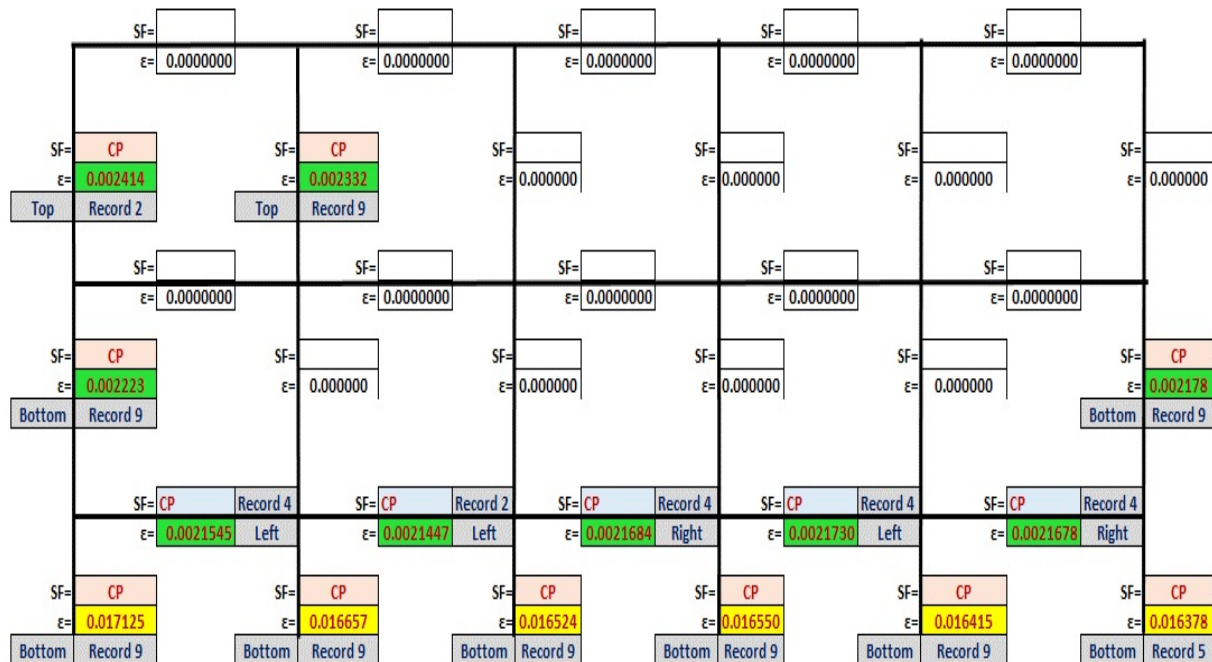 SF= SF= SF= SF= SF=
ε= 0.0000000 ε= 0.0000000 ε= 0.0000000 ε= 0.0000000 ε= 0.0000000
SF= CP SF= CP SF= SF= SF= SF=
ε= 0.002414 ε= 0.002332 ε= 0.000000 ε= 0.000000 ε= 0.000000 ε= 0.000000
Top Record 2 Top Record 9
SF= SF= SF= SF= SF=
ε= 0.0000000 ε= 0.0000000 ε= 0.0000000 ε= 0.0000000 ε= 0.0000000
SF= CP SF= SF= SF= SF= SF= CP
ε= 0.002223 ε= 0.000000 ε= 0.000000 ε= 0.000000 ε= 0.000000 ε= 0.002178
Bottom Record 9 Bottom Record 9
SF= CP Record 4 SF= CP Record 2 SF= CP Record 4 SF= CP Record 4 SF= CP Record 4
ε= 0.0021545 Left ε= 0.0021447 Left ε= 0.0021684 Right ε= 0.0021730 Left ε= 0.0021678 Right
SF= CP SF= CP SF= CP SF= CP SF= CP SF= CP
ε= 0.017125 ε= 0.016657 ε= 0.016524 ε= 0.016550 ε= 0.016415 ε= 0.016378
Bottom Record 9 Bottom Record 9 Bottom Record 9 Bottom Record 9 Bottom Record 9 Bottom Record 5